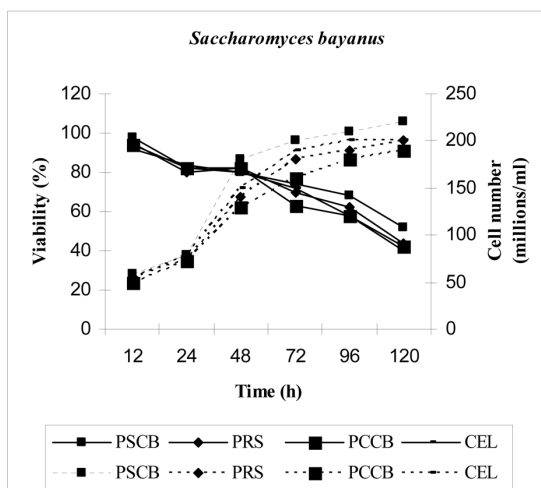 Saccharomyces bayanus
120
100
80
60
40
20
0
Viability (%)
250
200
150
100
50
0
Cell number
(millions/ml)
12 24 48 72 96 120
Time (h)
PSCB PRS PCCB CEL
PSCB PRS PCCB CEL